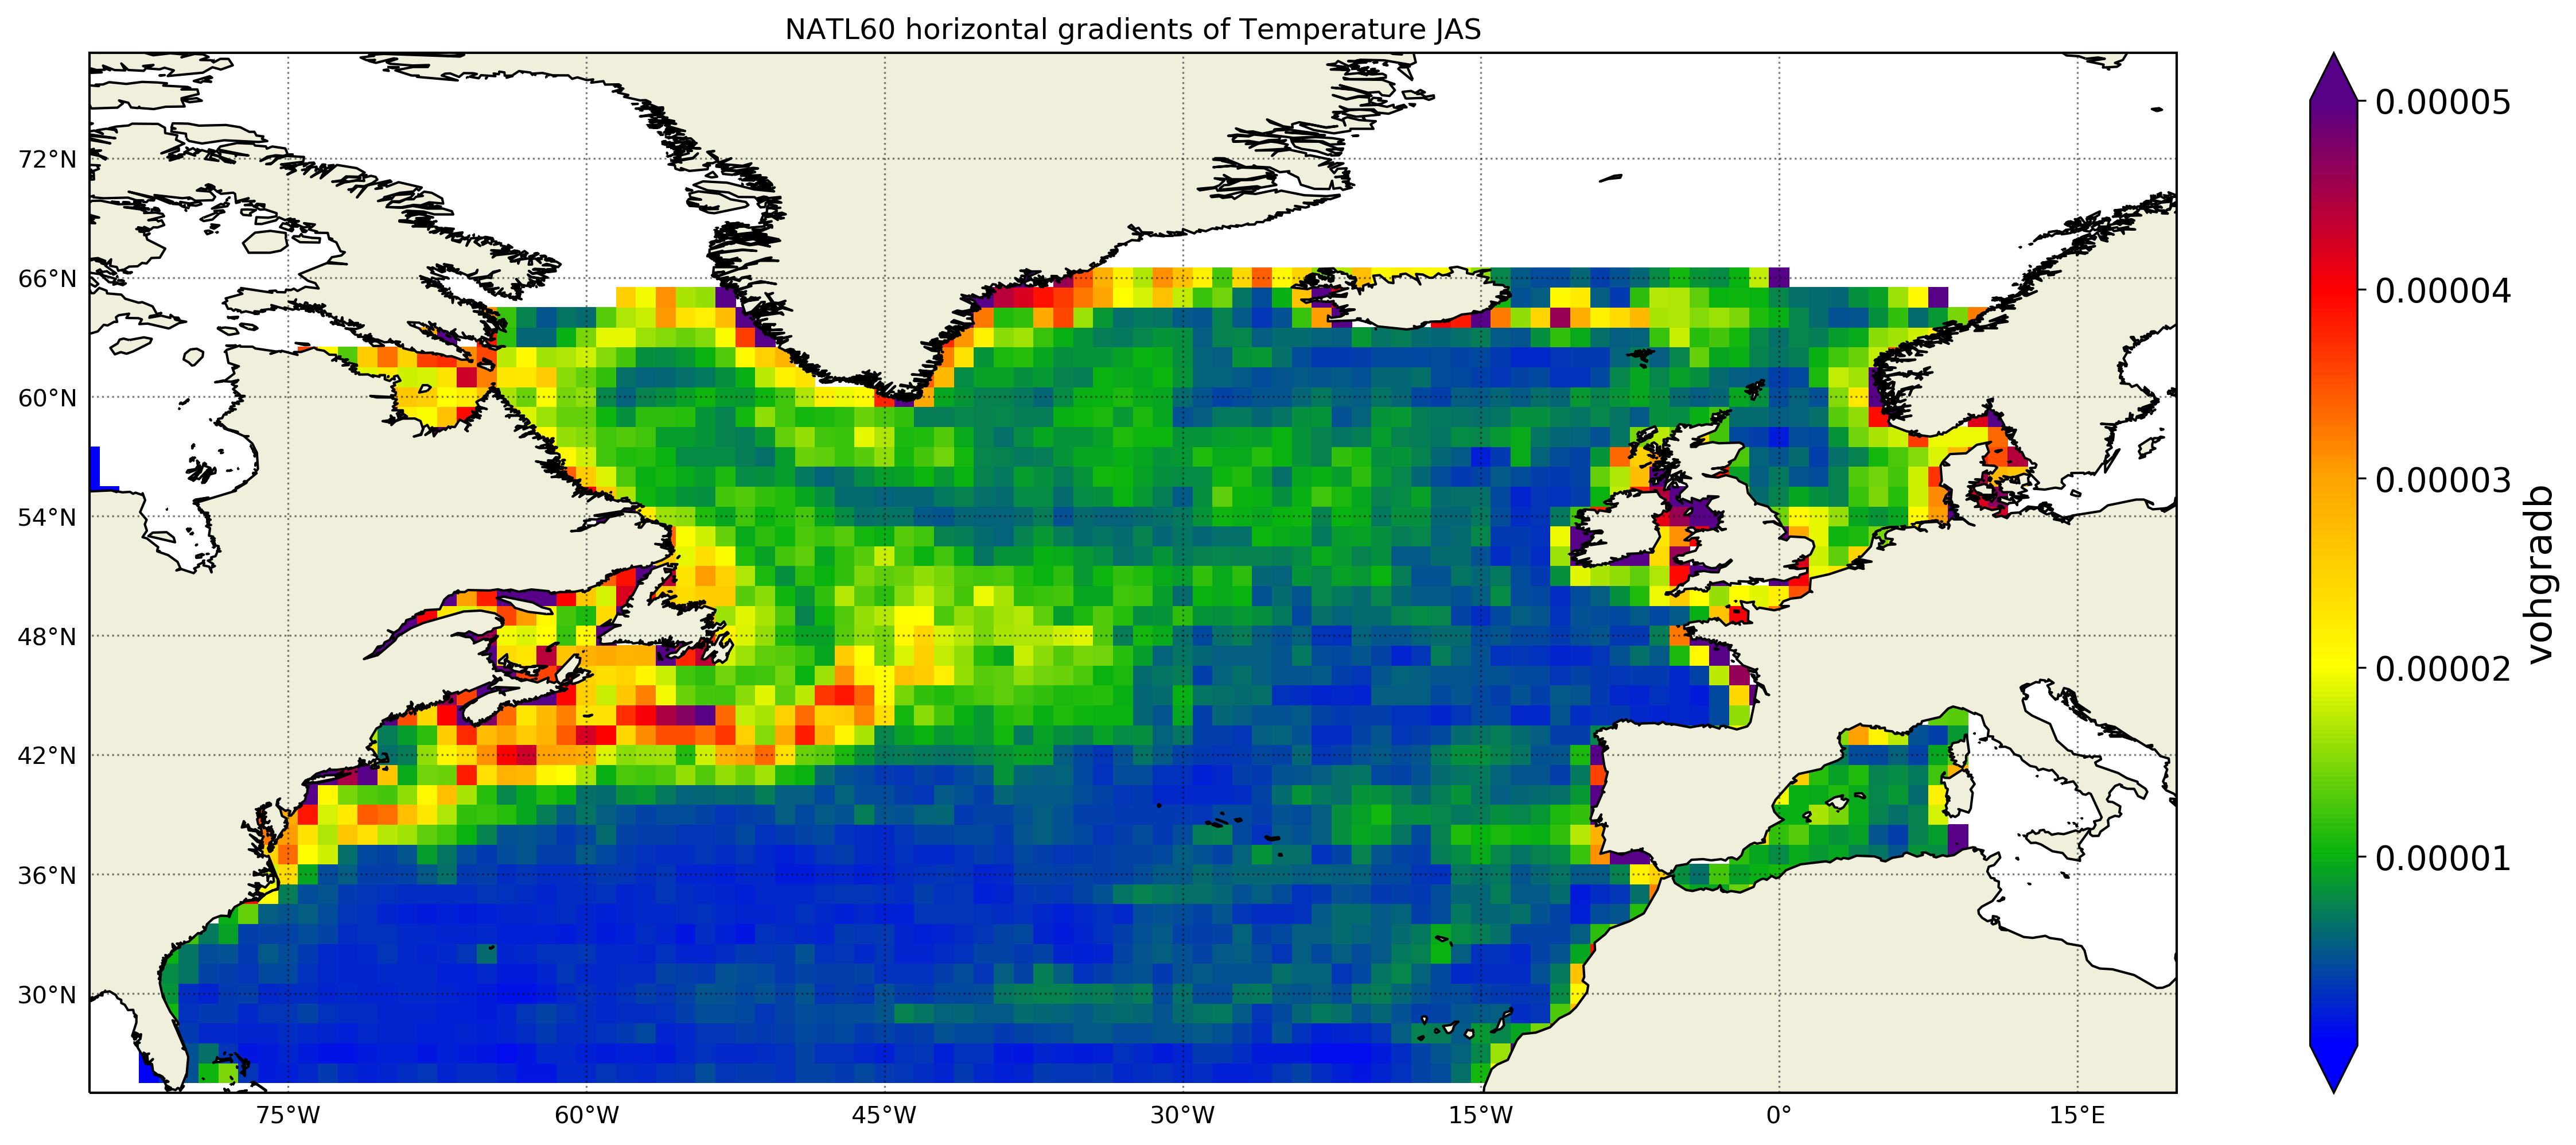 NATL60 horizontal gradients of Temperature JAS
72°N
66°N
60°N
54°N
48°N
42°N
36°N
30°N
75°W
60°W
45°W
30°W
15°W
0°
15°E
0.00005
0.00004
0.00003
0.00002
0.00001
vohgradb